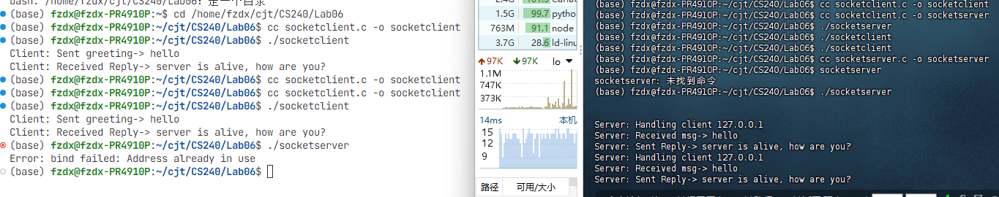 bash: /home/fzdx/cjt/CS240/Lab06: 是一个目录
(base) fzdx@fzdx-PR4910P:~$ cd /home/fzdx/cjt/CS240/Lab06
(base) fzdx@fzdx-PR4910P:~/cjt/CS240/Lab06$ cc socketclient.c -o socketclient
(base) fzdx@fzdx-PR4910P:~/cjt/CS240/Lab06$ ./socketclient
Client: Sent greeting-> hello
Client: Received Reply-> server is alive, how are you?
(base) fzdx@fzdx-PR4910P:~/cjt/CS240/Lab06$ cc socketclient.c -o socketclient
(base) fzdx@fzdx-PR4910P:~/cjt/CS240/Lab06$ cc socketclient.c -o socketclient
(base) fzdx@fzdx-PR4910P:~/cjt/CS240/Lab06$ ./socketclient
Client: Sent greeting-> hello
Client: Received Reply-> server is alive, how are you?
(base) fzdx@fzdx-PR4910P:~/cjt/CS240/Lab06$ ./socketserver
Error: bind failed: Address already in use
(base) fzdx@fzdx-PR4910P:~/cjt/CS240/Lab06$
1.5G 99.7 python
763M 91.1 node
3.7G 28.6 ld-linu
97K 97K lo
1.1M
747K
373K
14ms 本机
15
12
9
路径 可用/大小
(base) fzdx@fzdx-PR4910P:~/cjt/CS240/Lab06$ cc socketclient.c -o socketclient
(base) fzdx@fzdx-PR4910P:~/cjt/CS240/Lab06$ cc socketserver.c -o socketserver
(base) fzdx@fzdx-PR4910P:~/cjt/CS240/Lab06$ ./socketserver
(base) fzdx@fzdx-PR4910P:~/cjt/CS240/Lab06$ ./socketclient
(base) fzdx@fzdx-PR4910P:~/cjt/CS240/Lab06$ ./socketclient
(base) fzdx@fzdx-PR4910P:~/cjt/CS240/Lab06$ cc socketserver.c -o socketserver
(base) fzdx@fzdx-PR4910P:~/cjt/CS240/Lab06$ socketserver
socketserver: 未找到命令
(base) fzdx@fzdx-PR4910P:~/cjt/CS240/Lab06$ ./socketserver
Server: Handling client 127.0.0.1
Server: Received msg-> hello
Server: Sent Reply-> server is alive, how are you?
Server: Handling client 127.0.0.1
Server: Received msg-> hello
Server: Sent Reply-> server is alive, how are you?